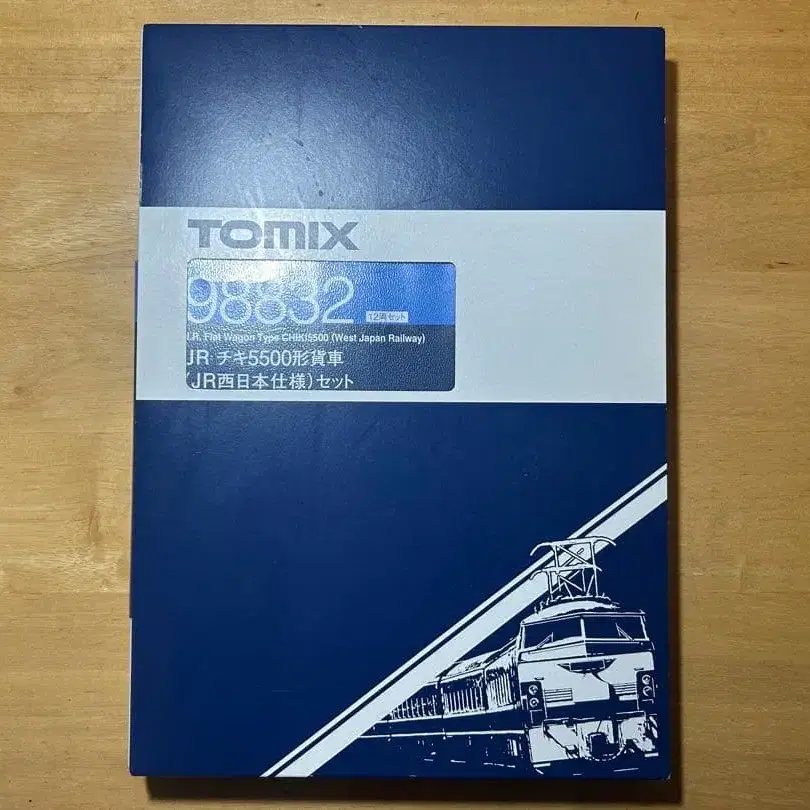 TOMIX
98832
12両セット
J.R. Flat Wagon Type CHIKI5500 (West Japan Railway)
JR チキ5500形貨車
(JR西日本仕様)セット